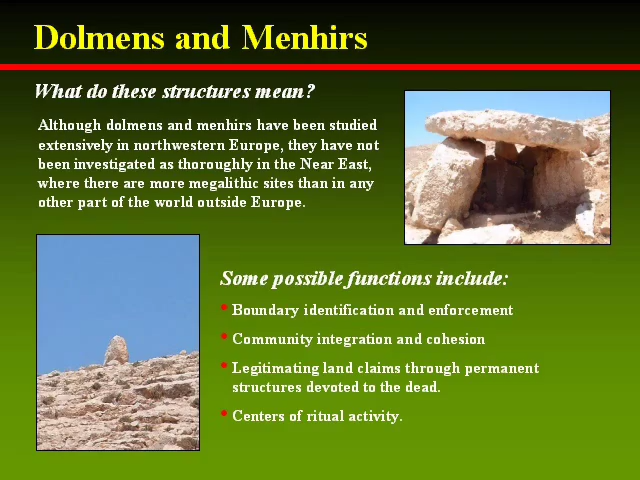 Dolmens and Menhirs
What do these structures mean?
Although dolmens and menhirs have been studied
extensively in northwestern Europe, they have not
been investigated as thoroughly in the Near East,
where there are more megalithic sites than in any
other part of the world outside Europe.
Some possible functions include:
• Boundary identification and enforcement
• Community integration and cohesion
• Legitimating land claims through permanent
structures devoted to the dead.
• Centers of ritual activity.